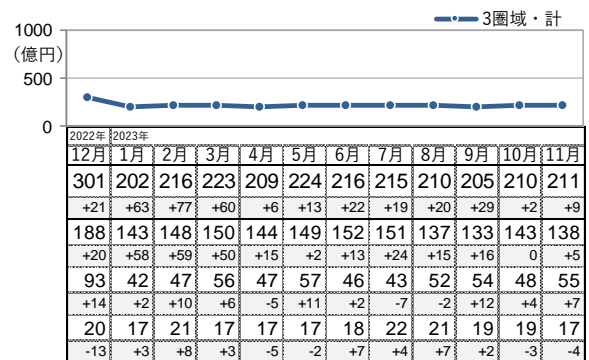 3圏域・計
1000
（億円）
500
0
2022年 2023年
12月 1月 2月 3月 4月 5月 6月 7月 8月 9月 10月 11月
301 202 216 223 209 224 216 215 210 205 210 211
+21 +63 +77 +60 +6 +13 +22 +19 +20 +29 +2 +9
188 143 148 150 144 149 152 151 137 133 143 138
+20 +58 +59 +50 +15 +2 +13 +24 +15 +16 0 +5
93 42 47 56 47 57 46 43 52 54 48 55
+14 +2 +10 +6 -5 +11 +2 -7 -2 +12 +4 +7
20 17 21 17 17 17 18 22 21 19 19 17
-13 +3 +8 +3 -5 -2 +7 +4 +7 +2 -3 -4